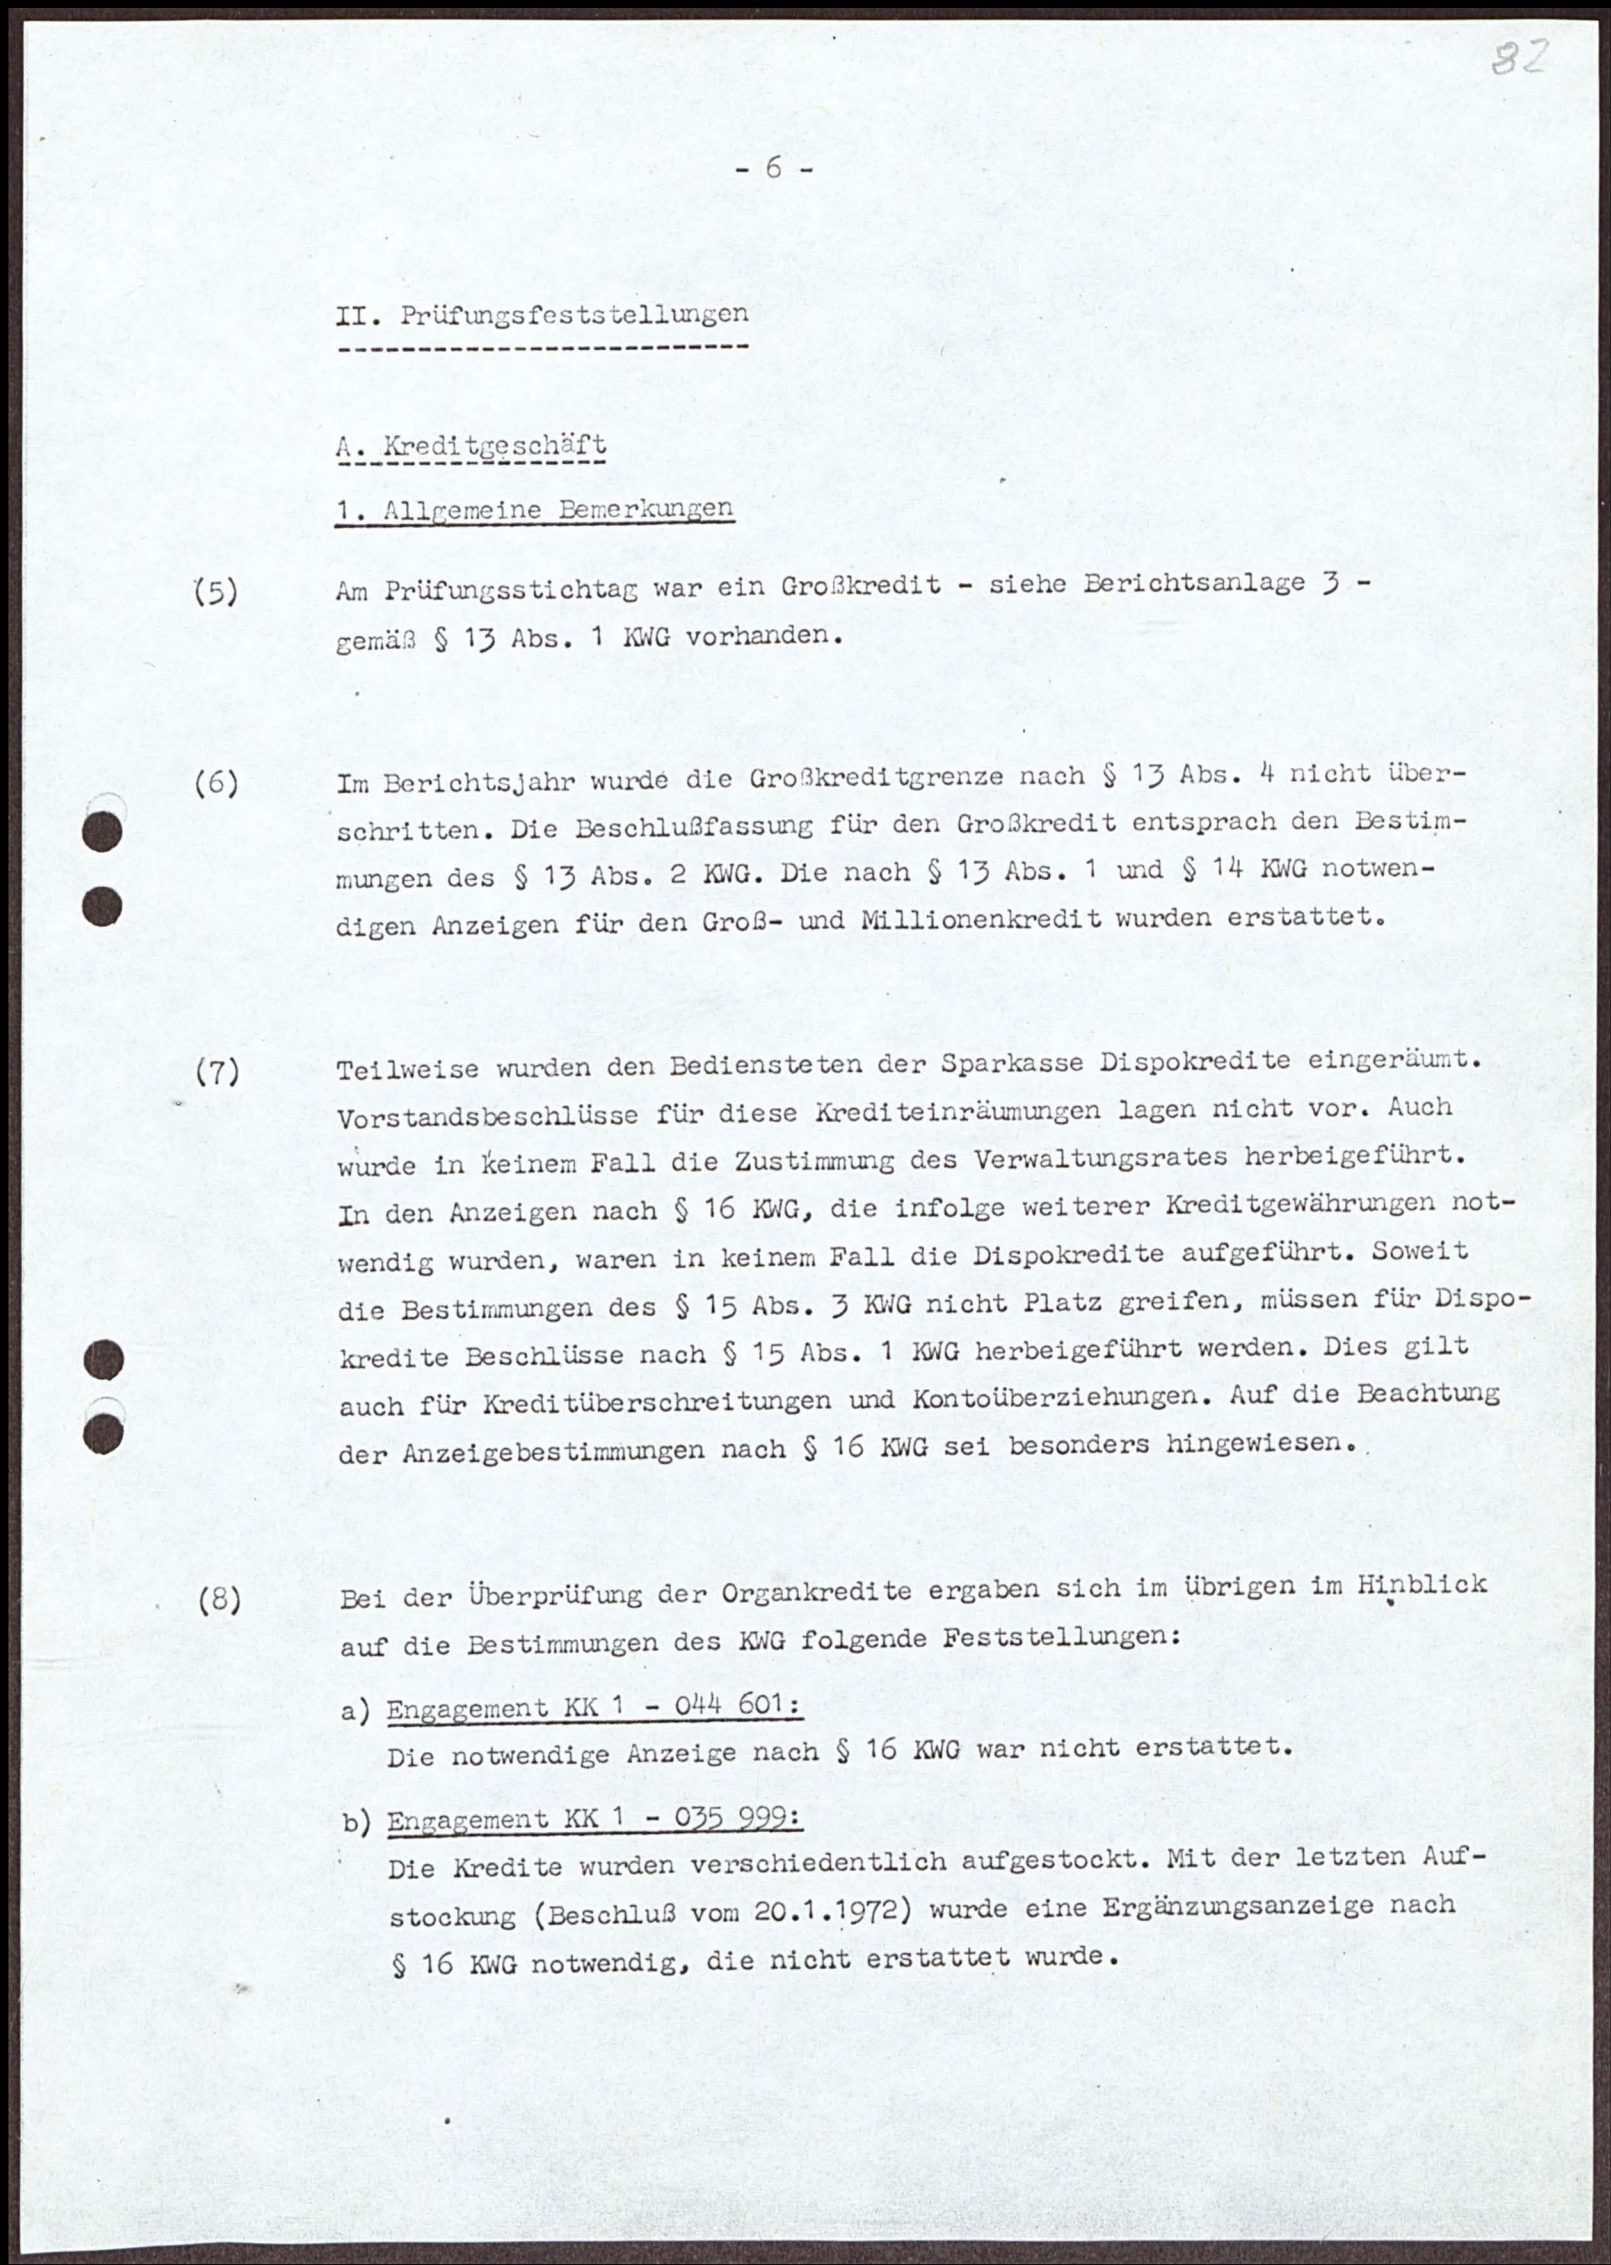 82
- 6 -
II. Prüfungsfeststellungen
--------------------------
A. Kreditgeschäft
1. Allgemeine Bemerkungen
(5) Am Prüfungsstichtag war ein Großkredit - siehe Berichtsanlage 3 -
gemäß § 13 Abs. 1 KWG vorhanden.
(6) Im Berichtsjahr wurde die Großkreditgrenze nach § 13 Abs. 4 nicht über-
schritten. Die Beschlußfassung für den Großkredit entsprach den Bestim-
mungen des § 13 Abs. 2 KWG. Die nach § 13 Abs. 1 und § 14 KWG notwen-
digen Anzeigen für den Groß- und Millionenkredit wurden erstattet.
(7) Teilweise wurden den Bediensteten der Sparkasse Dispokredite eingeräumt.
Vorstandsbeschlüsse für diese Krediteinräumungen lagen nicht vor. Auch
wurde in keinem Fall die Zustimmung des Verwaltungsrates herbeigeführt.
In den Anzeigen nach § 16 KWG, die infolge weiterer Kreditgewährungen not-
wendig wurden, waren in keinem Fall die Dispokredite aufgeführt. Soweit
die Bestimmungen des § 15 Abs. 3 KWG nicht Platz greifen, müssen für Dispo-
kredite Beschlüsse nach § 15 Abs. 1 KWG herbeigeführt werden. Dies gilt
auch für Kreditüberschreitungen und Kontoüberziehungen. Auf die Beachtung
der Anzeigebestimmungen nach § 16 KWG sei besonders hingewiesen.
(8) Bei der Überprüfung der Organkredite ergaben sich im übrigen im Hinblick
auf die Bestimmungen des KWG folgende Feststellungen:
a) Engagement KK 1 - 044 601:
Die notwendige Anzeige nach § 16 KWG war nicht erstattet.
b) Engagement KK 1 - 035 999:
Die Kredite wurden verschiedentlich aufgestockt. Mit der letzten Auf-
stockung (Beschluß vom 20.1.1972) wurde eine Ergänzungsanzeige nach
§ 16 KWG notwendig, die nicht erstattet wurde.